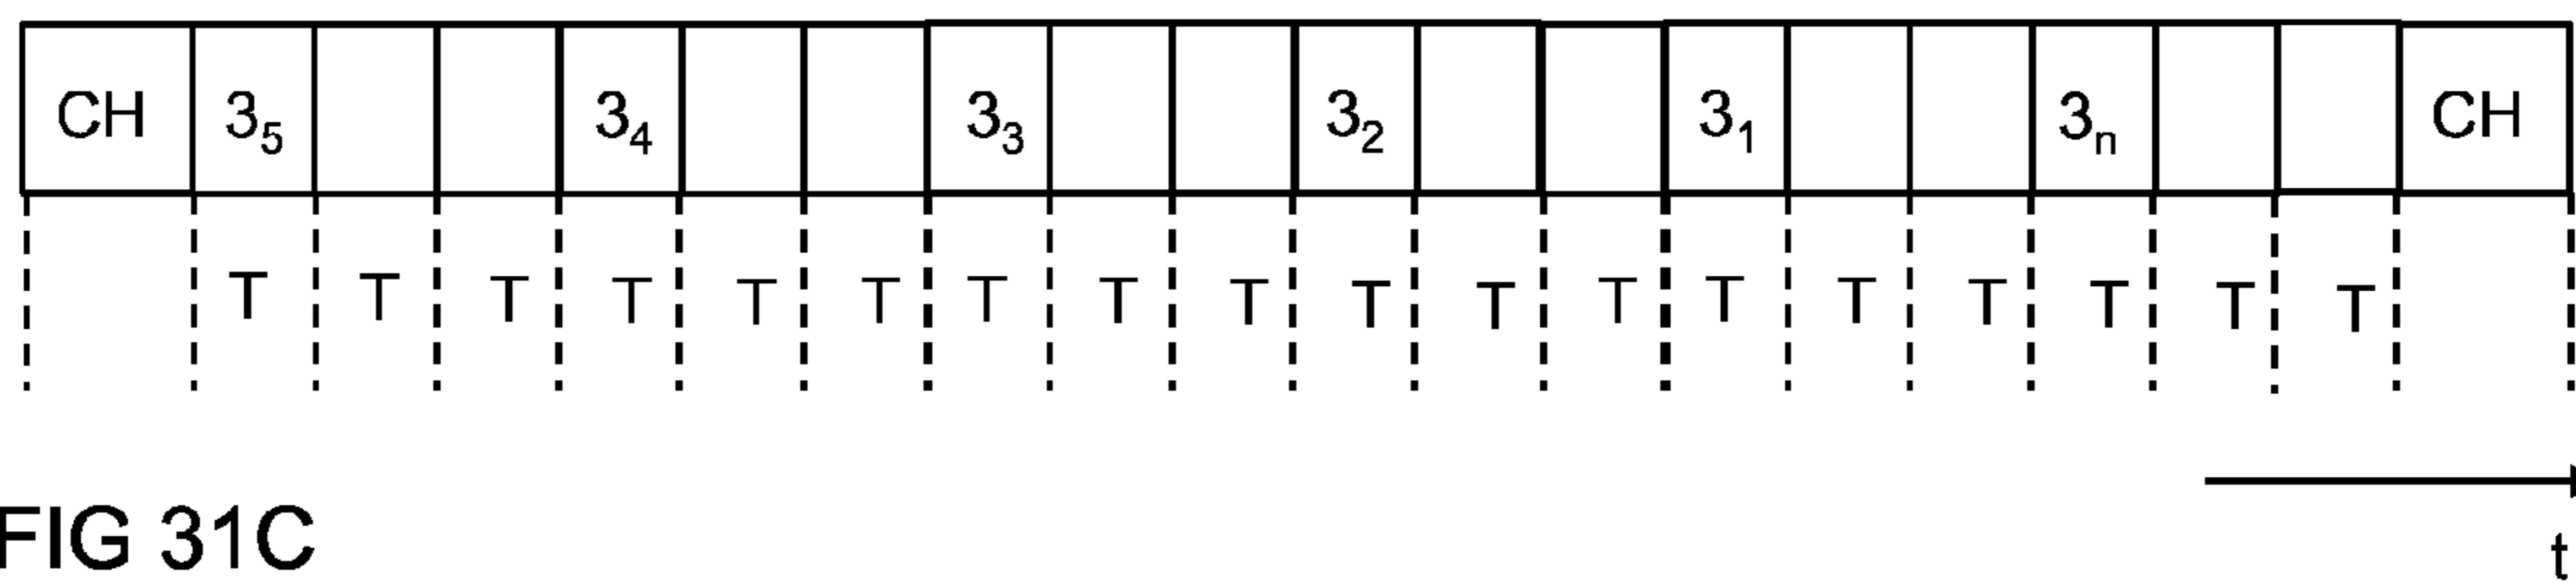 CH 3₅ 3₄ 3₃ 3₂ 3₁ 3ₙ CH
T T T T T T T T T T T T T T T T T T
FIG 31C
t